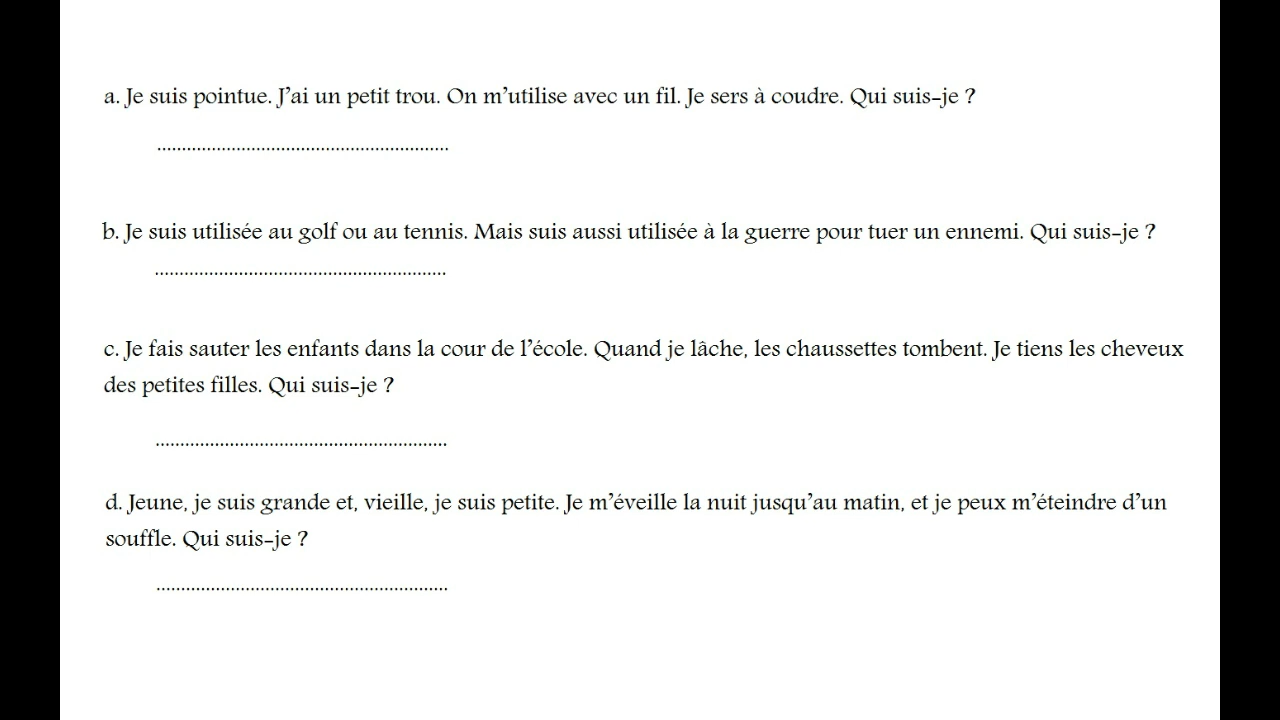 a. Je suis pointue. J’ai un petit trou. On m’utilise avec un fil. Je sers à coudre. Qui suis-je ?
..........................................................
b. Je suis utilisée au golf ou au tennis. Mais suis aussi utilisée à la guerre pour tuer un ennemi. Qui suis-je ?
..........................................................
c. Je fais sauter les enfants dans la cour de l’école. Quand je lâche, les chaussettes tombent. Je tiens les cheveux
des petites filles. Qui suis-je ?
..........................................................
d. Jeune, je suis grande et, vieille, je suis petite. Je m’éveille la nuit jusqu’au matin, et je peux m’éteindre d’un
souffle. Qui suis-je ?
..........................................................